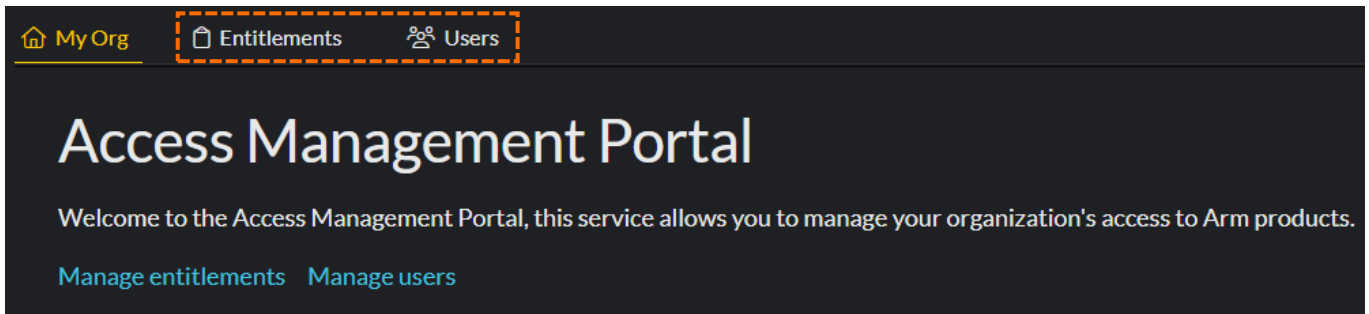 My Org Entitlements Users
Access Management Portal
Welcome to the Access Management Portal, this service allows you to manage your organization's access to Arm products.
Manage entitlements Manage users